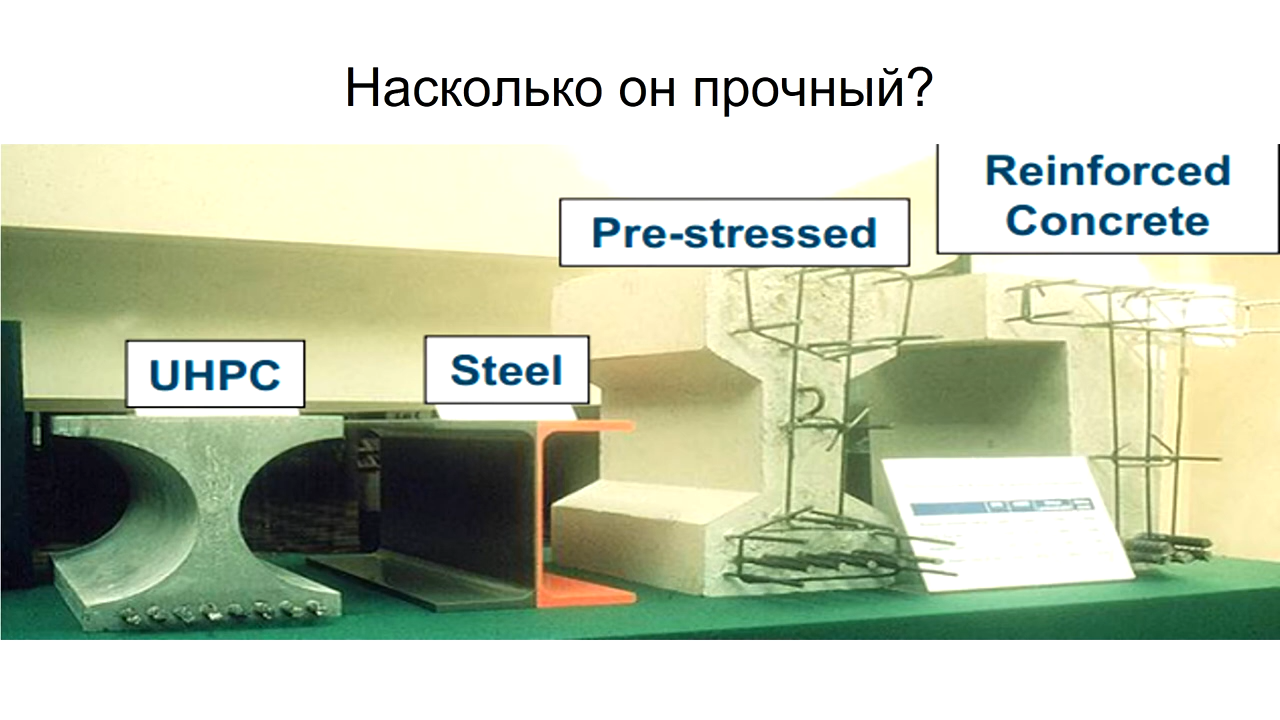 Насколько он прочный?
Reinforced
Concrete
Pre-stressed
UHPC
Steel